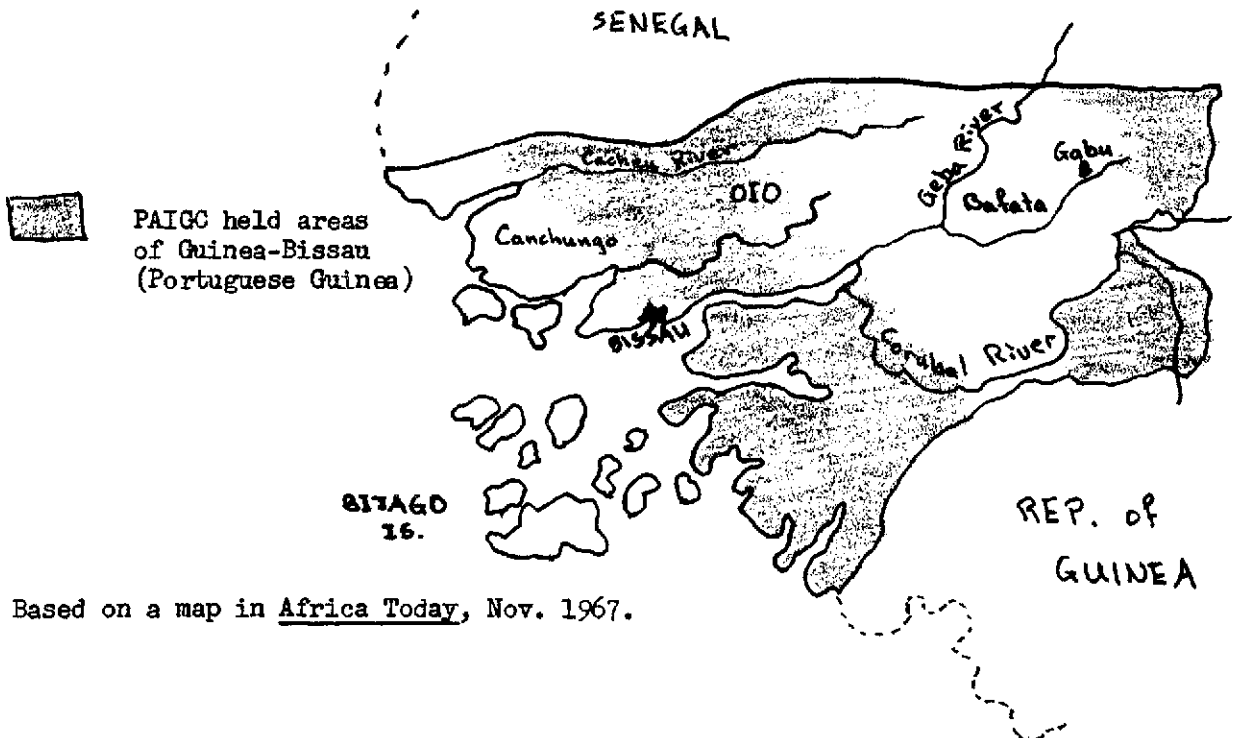 SENEGAL
Cacheu River
Geba River
Gabu
OIO
Bafata
PAIGC held areas
of Guinea-Bissau
(Portuguese Guinea)
Canchungo
BISSAU
Corubal River
BIJAGO
IS.
REP. of
GUINEA
Based on a map in Africa Today, Nov. 1967.